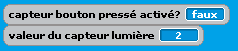 capteur bouton pressé activé? faux
valeur du capteur lumière 2